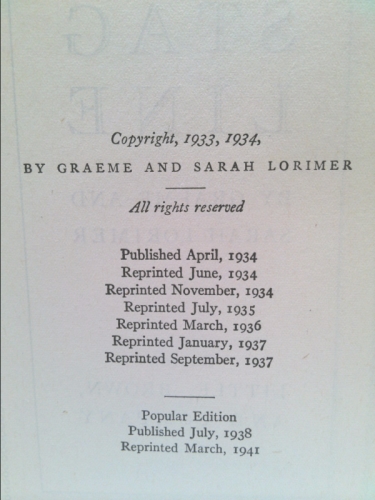 Copyright, 1933, 1934,
BY GRAEME AND SARAH LORIMER
All rights reserved
Published April, 1934
Reprinted June, 1934
Reprinted November, 1934
Reprinted July, 1935
Reprinted March, 1936
Reprinted January, 1937
Reprinted September, 1937
Popular Edition
Published July, 1938
Reprinted March, 1941